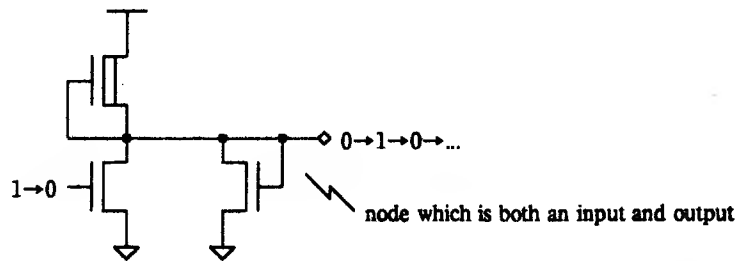 0→1→0→...
1→0
node which is both an input and output